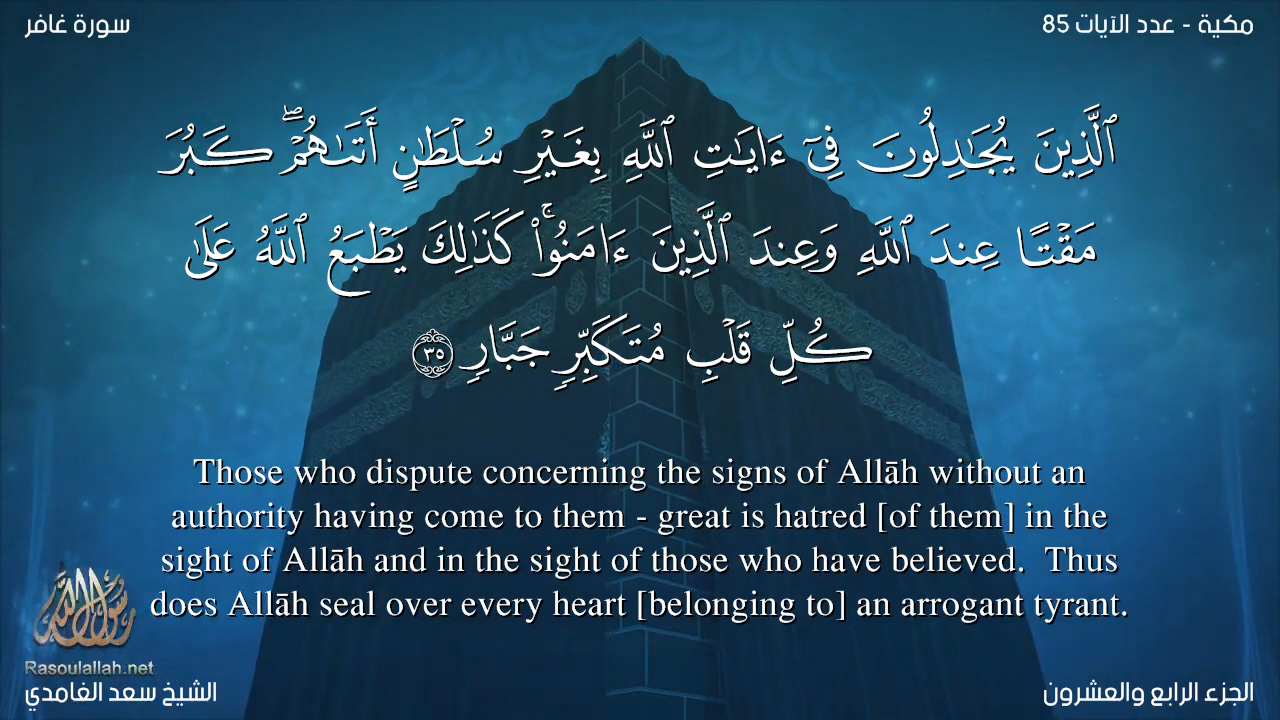 سورة غافر
مكية - عدد الآيات 85
ٱلَّذِينَ يُجَٰدِلُونَ فِىٓ ءَايَٰتِ ٱللَّهِ بِغَيْرِ سُلْطَٰنٍ أَتَىٰهُمْ ۖ كَبُرَ
مَقْتًا عِندَ ٱللَّهِ وَعِندَ ٱلَّذِينَ ءَامَنُوا۟ ۚ كَذَٰلِكَ يَطْبَعُ ٱللَّهُ عَلَىٰ
كُلِّ قَلْبِ مُتَكَبِّرٍ جَبَّارٍ ٣٥
Those who dispute concerning the signs of Allāh without an
authority having come to them - great is hatred [of them] in the
sight of Allāh and in the sight of those who have believed.  Thus
does Allāh seal over every heart [belonging to] an arrogant tyrant.
رسول الله
Rasoulallah.net
الشيخ سعد الغامدي
الجزء الرابع والعشرون